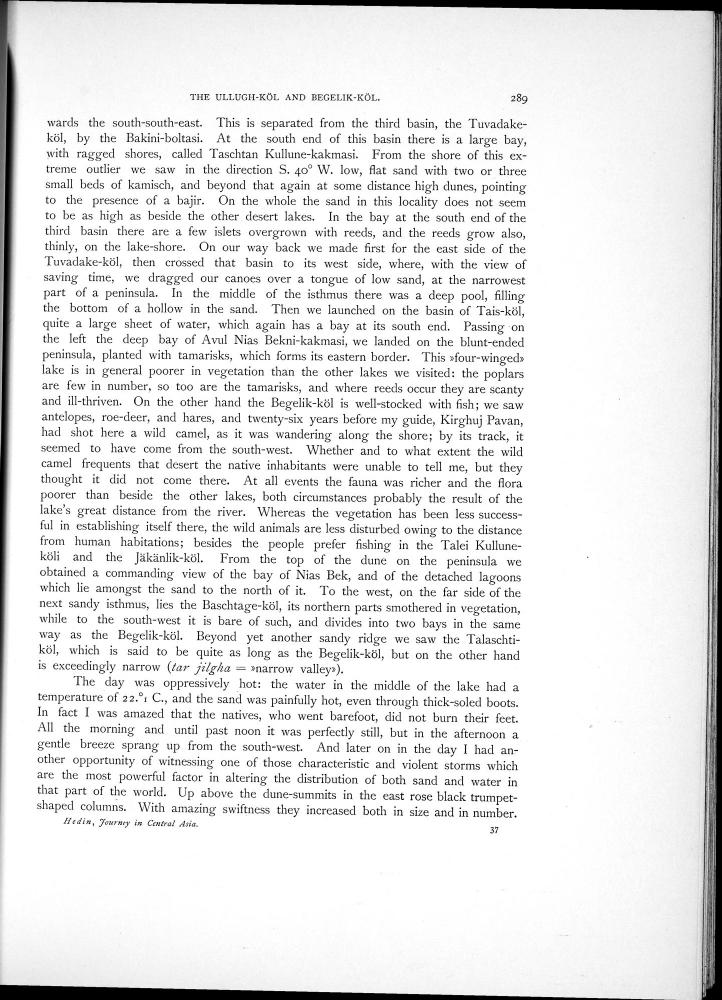 THE ULLUGH-KÖL AND BEGELIK-KÖL. 289
wards the south-south-east. This is separated from the third basin, the Tuvadake-
köl, by the Bakini-boltasi. At the south end of this basin there is a large bay,
with ragged shores, called Taschtan Kullune-kakmasi. From the shore of this ex-
treme outlier we saw in the direction S. 40° W. low, flat sand with two or three
small beds of kamisch, and beyond that again at some distance high dunes, pointing
to the presence of a bajir. On the whole the sand in this locality does not seem
to be as high as beside the other desert lakes. In the bay at the south end of the
third basin there are a few islets overgrown with reeds, and the reeds grow also,
thinly, on the lake-shore. On our way back we made first for the east side of the
Tuvadake-köl, then crossed that basin to its west side, where, with the view of
saving time, we dragged our canoes over a tongue of low sand, at the narrowest
part of a peninsula. In the middle of the isthmus there was a deep pool, filling
the bottom of a hollow in the sand. Then we launched on the basin of Tais-köl,
quite a large sheet of water, which again has a bay at its south end. Passing on
the left the deep bay of Avul Nias Bekni-kakmasi, we landed on the blunt-ended
peninsula, planted with tamarisks, which forms its eastern border. This »four-winged»
lake is in general poorer in vegetation than the other lakes we visited: the poplars
are few in number, so too are the tamarisks, and where reeds occur they are scanty
and ill-thriven. On the other hand the Begelik-köl is well-stocked with fish; we saw
antelopes, roe-deer, and hares, and twenty-six years before my guide, Kirghuj Pavan,
had shot here a wild camel, as it was wandering along the shore; by its track, it
seemed to have come from the south-west. Whether and to what extent the wild
camel frequents that desert the native inhabitants were unable to tell me, but they
thought it did not come there. At all events the fauna was richer and the flora
poorer than beside the other lakes, both circumstances probably the result of the
lake's great distance from the river. Whereas the vegetation has been less success-
ful in establishing itself there, the wild animals are less disturbed owing to the distance
from human habitations; besides the people prefer fishing in the Talei Kullune-
köli and the Jäkänlik-köl. From the top of the dune on the peninsula we
obtained a commanding view of the bay of Nias Bek, and of the detached lagoons
which lie amongst the sand to the north of it. To the west, on the far side of the
next sandy isthmus, lies the Baschtage-köl, its northern parts smothered in vegetation,
while to the south-west it is bare of such, and divides into two bays in the same
way as the Begelik-köl. Beyond yet another sandy ridge we saw the Talaschti-
köl, which is said to be quite as long as the Begelik-köl, but on the other hand
is exceedingly narrow (tar jilgha = »narrow valley»).
The day was oppressively hot: the water in the middle of the lake had a
temperature of 22.°1 C., and the sand was painfully hot, even through thick-soled boots.
In fact I was amazed that the natives, who went barefoot, did not burn their feet.
All the morning and until past noon it was perfectly still, but in the afternoon a
gentle breeze sprang up from the south-west. And later on in the day I had an-
other opportunity of witnessing one of those characteristic and violent storms which
are the most powerful factor in altering the distribution of both sand and water in
that part of the world. Up above the dune-summits in the east rose black trumpet-
shaped columns. With amazing swiftness they increased both in size and in number.
Hedin, Journey in Central Asia. 37